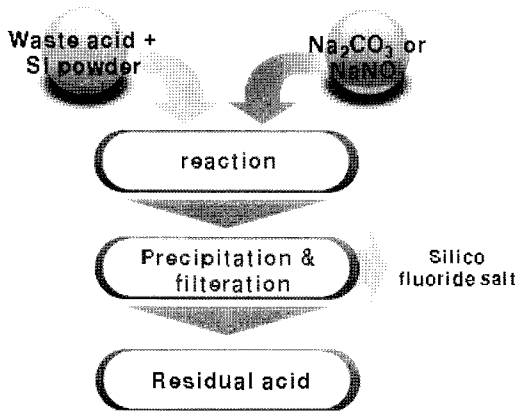 Waste acid +
Si powder
Na₂CO₃ or
NaNO₃
reaction
Precipitation &
filteration
Silico
fluoride salt
Residual acid